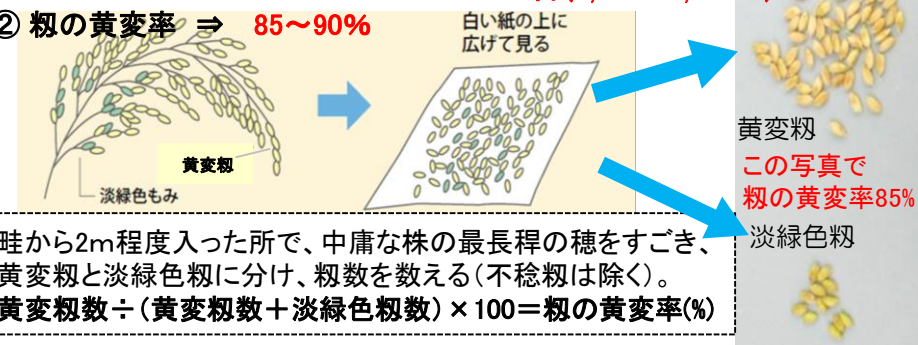 ② 籾の黄変率 ⇒ 85～90%
白い紙の上に
広げて見る
黄変籾
淡緑色もみ
黄変籾
この写真で
籾の黄変率85%
淡緑色籾
畦から2m程度入った所で、中庸な株の最長稈の穂をすごき、
黄変籾と淡緑色籾に分け、籾数を数える(不稔籾は除く)。
黄変籾数÷(黄変籾数＋淡緑色籾数)×100＝籾の黄変率(%)